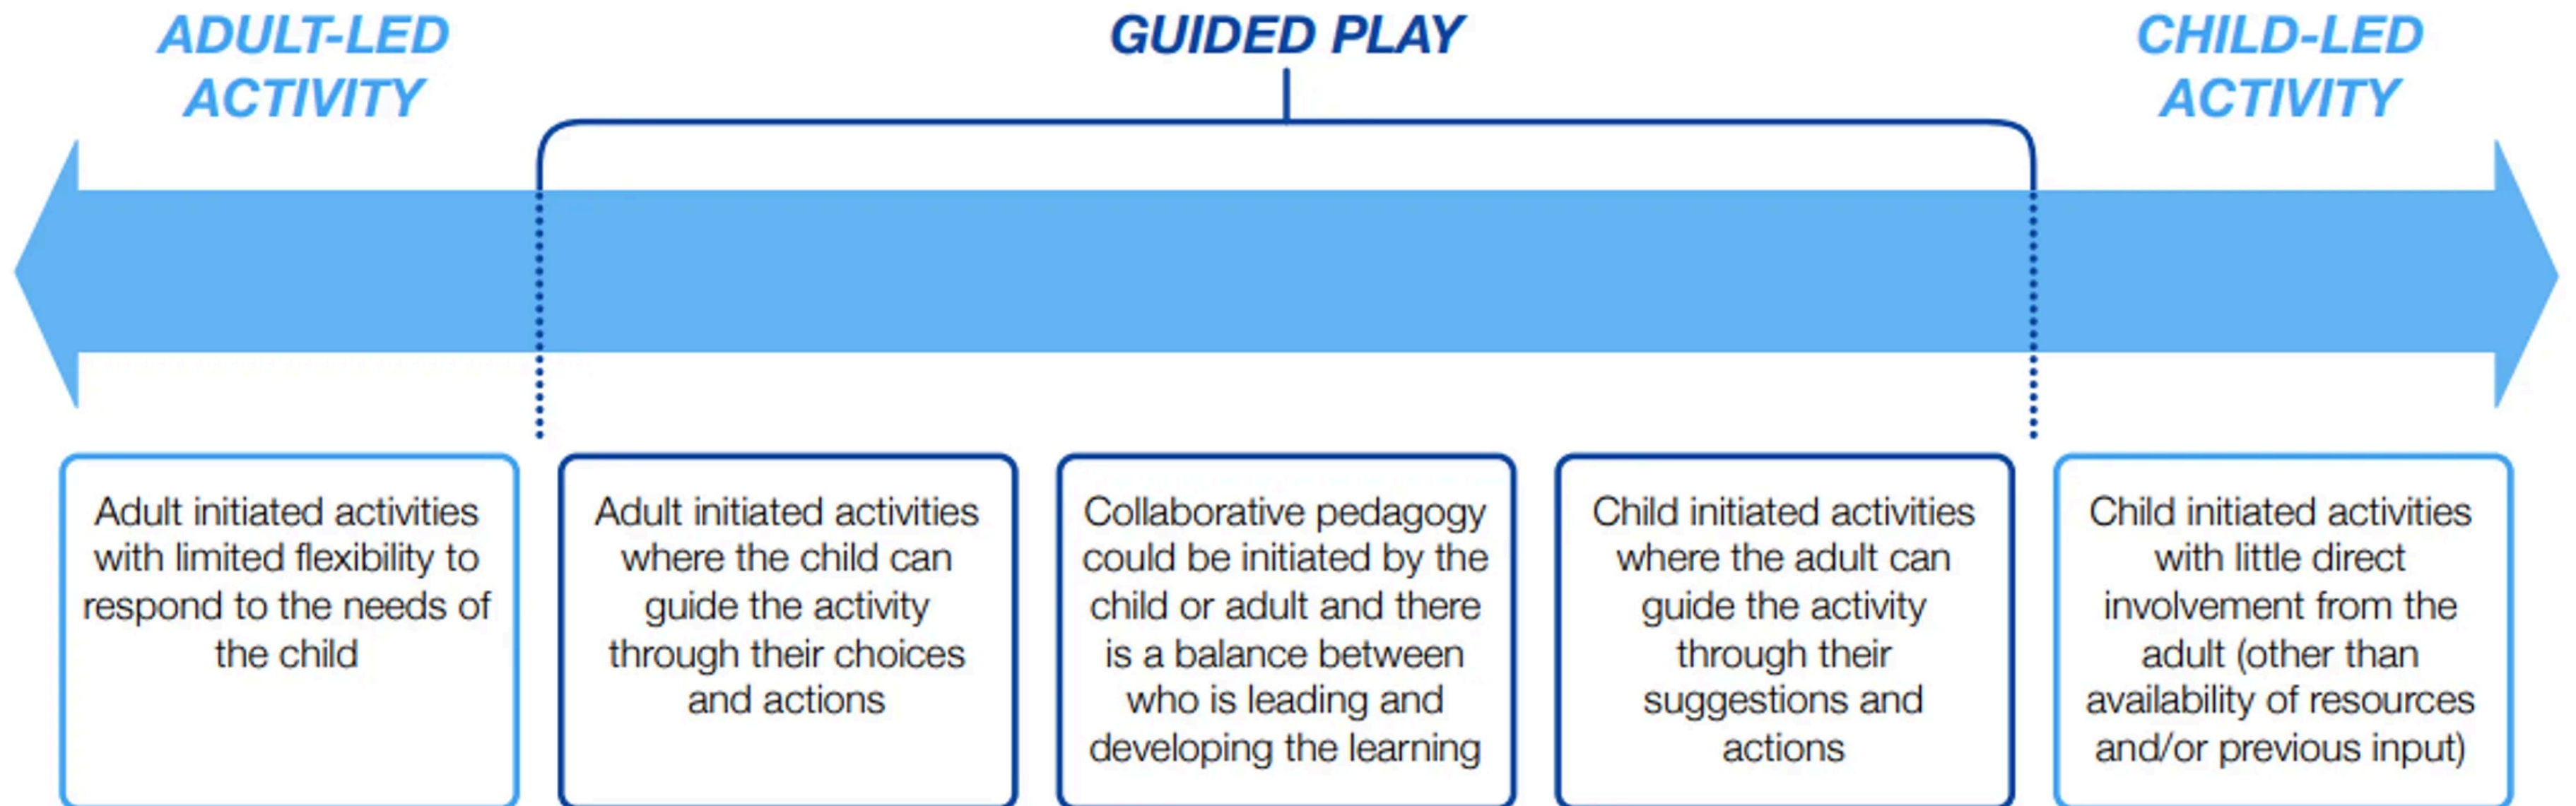 ADULT-LED
ACTIVITY
GUIDED PLAY
CHILD-LED
ACTIVITY
Adult initiated activities
with limited flexibility to
respond to the needs of
the child
Adult initiated activities
where the child can
guide the activity
through their choices
and actions
Collaborative pedagogy
could be initiated by the
child or adult and there
is a balance between
who is leading and
developing the learning
Child initiated activities
where the adult can
guide the activity
through their
suggestions and
actions
Child initiated activities
with little direct
involvement from the
adult (other than
availability of resources
and/or previous input)